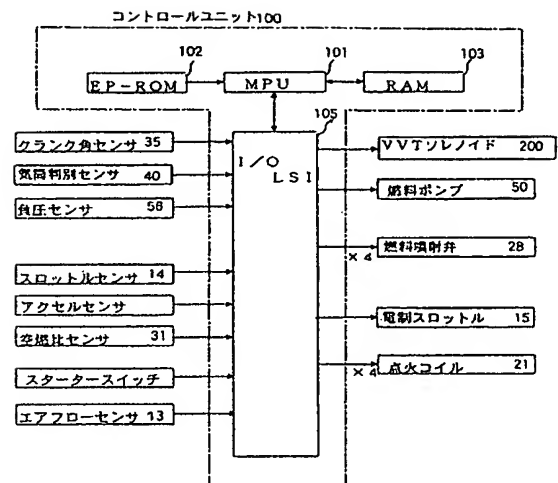 コントロールユニット100
102
101
103
EP-ROM
MPU
RAM
105
I/O
LSI
クランク角センサ 35
気筒判別センサ 40
負圧センサ 58
スロットルセンサ 14
アクセルセンサ
空燃比センサ 31
スタータースイッチ
エアフローセンサ 13
VVTソレノイド 200
燃料ポンプ 50
×4
燃料噴射弁 28
電制スロットル 15
×4
点火コイル 21